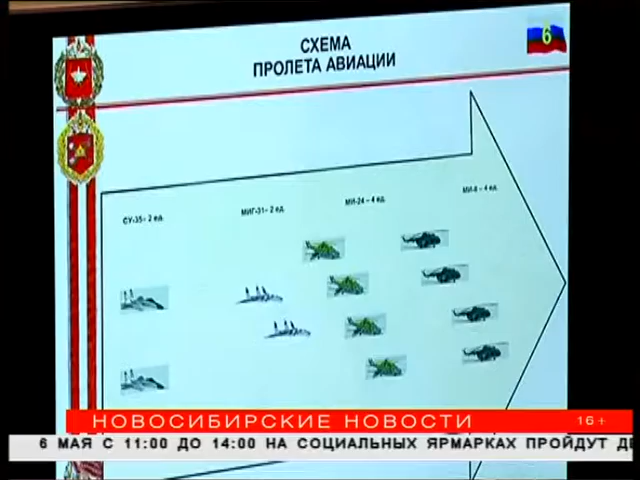 6
СХЕМА
ПРОЛЕТА АВИАЦИИ
СУ-35– 2 ед.
МИГ-31– 2 ед.
МИ-24 – 4 ед.
МИ-8 – 4 ед.
НОВОСИБИРСКИЕ НОВОСТИ
16+
6 МАЯ С 11:00 ДО 14:00 НА СОЦИАЛЬНЫХ ЯРМАРКАХ ПРОЙДУТ